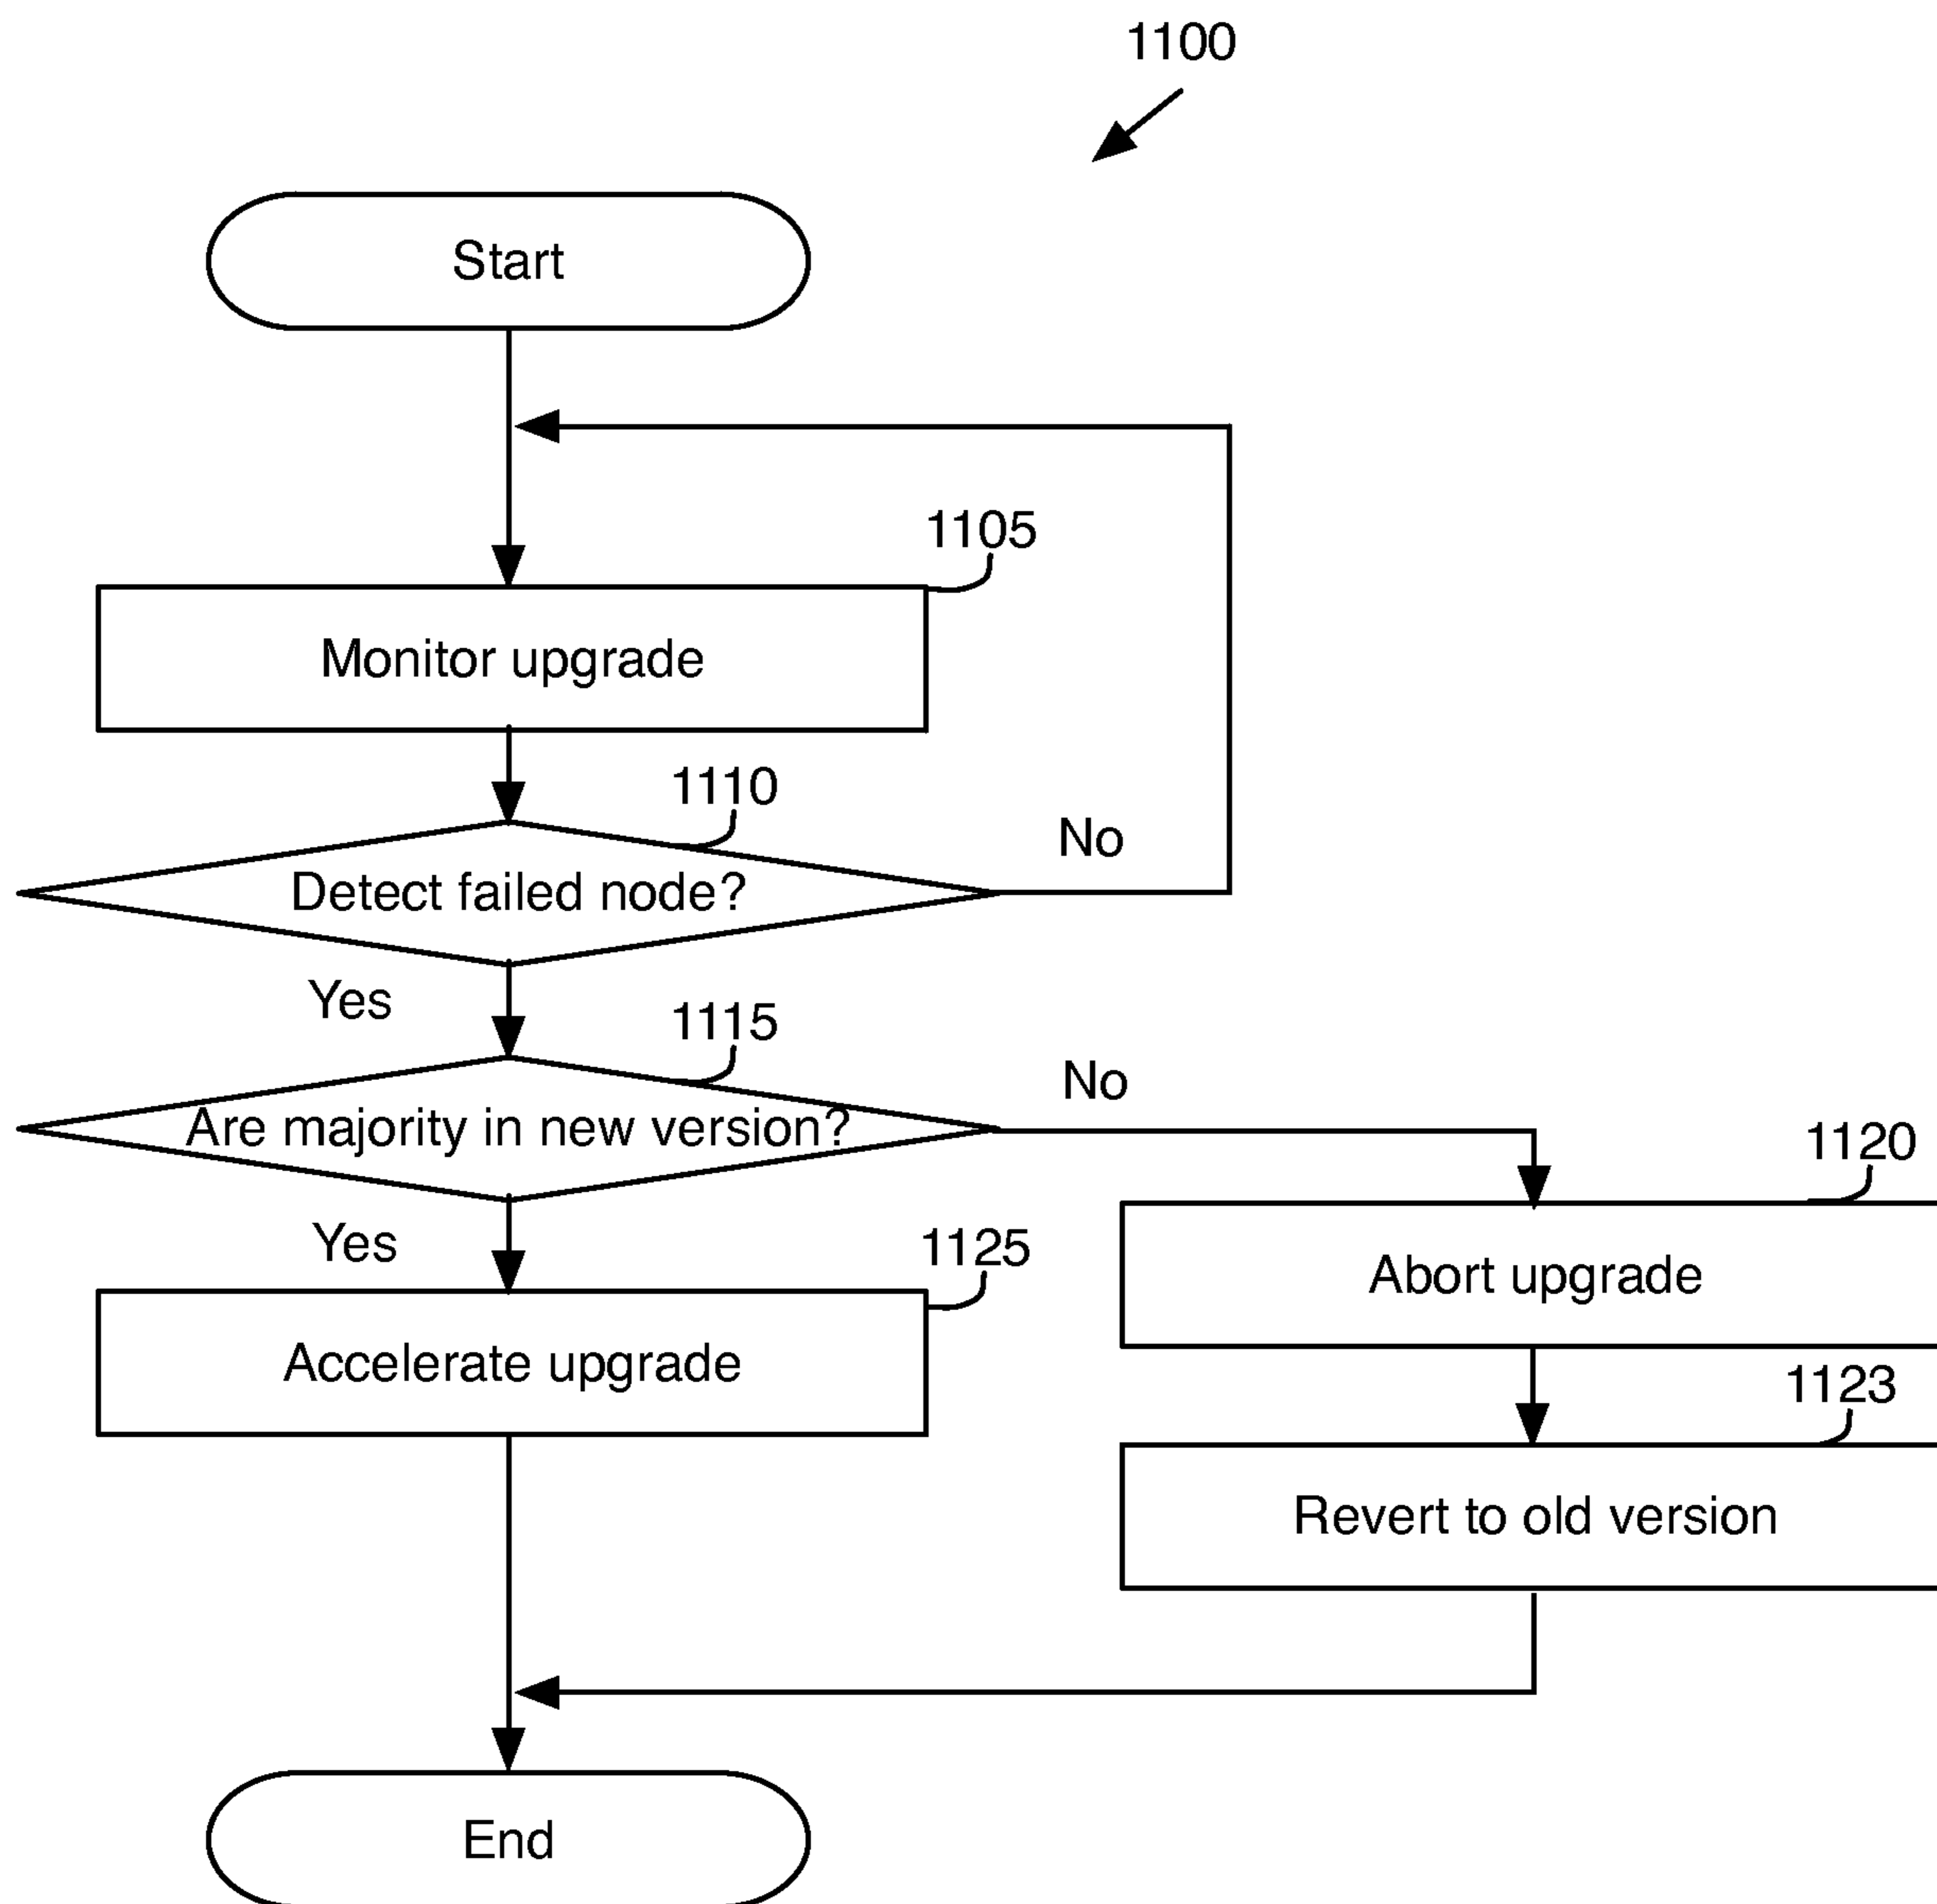 1100
Start
1105
Monitor upgrade
1110
No
Detect failed node?
Yes
1115
No
Are majority in new version?
1120
Yes
1125
Abort upgrade
Accelerate upgrade
1123
Revert to old version
End